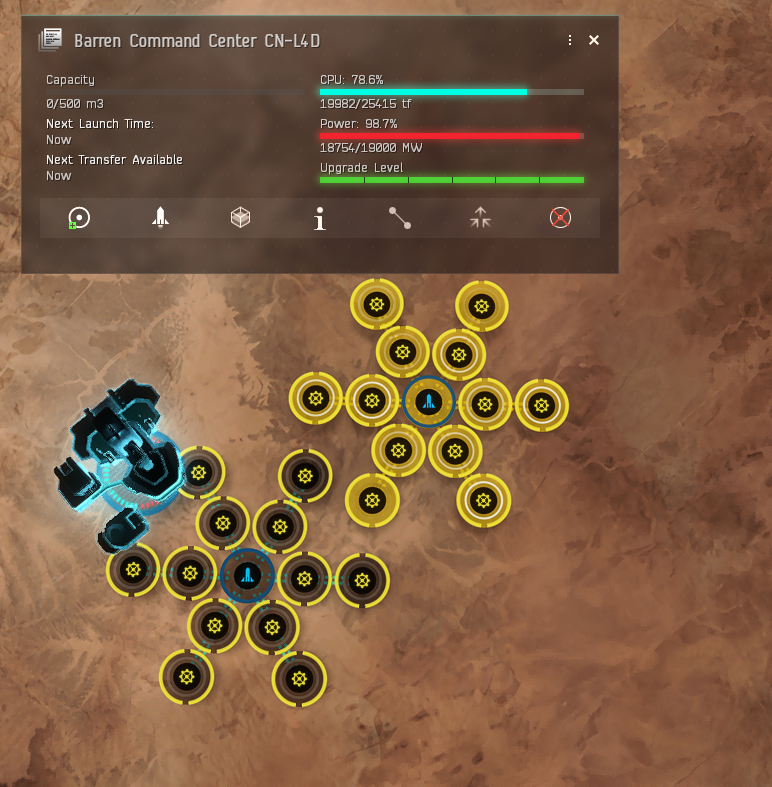 Barren Command Center CN-L4D
Capacity
0/500 m3
Next Launch Time:
Now
Next Transfer Available
Now
CPU: 78.6%
19982/25415 tf
Power: 98.7%
18754/19000 MW
Upgrade Level